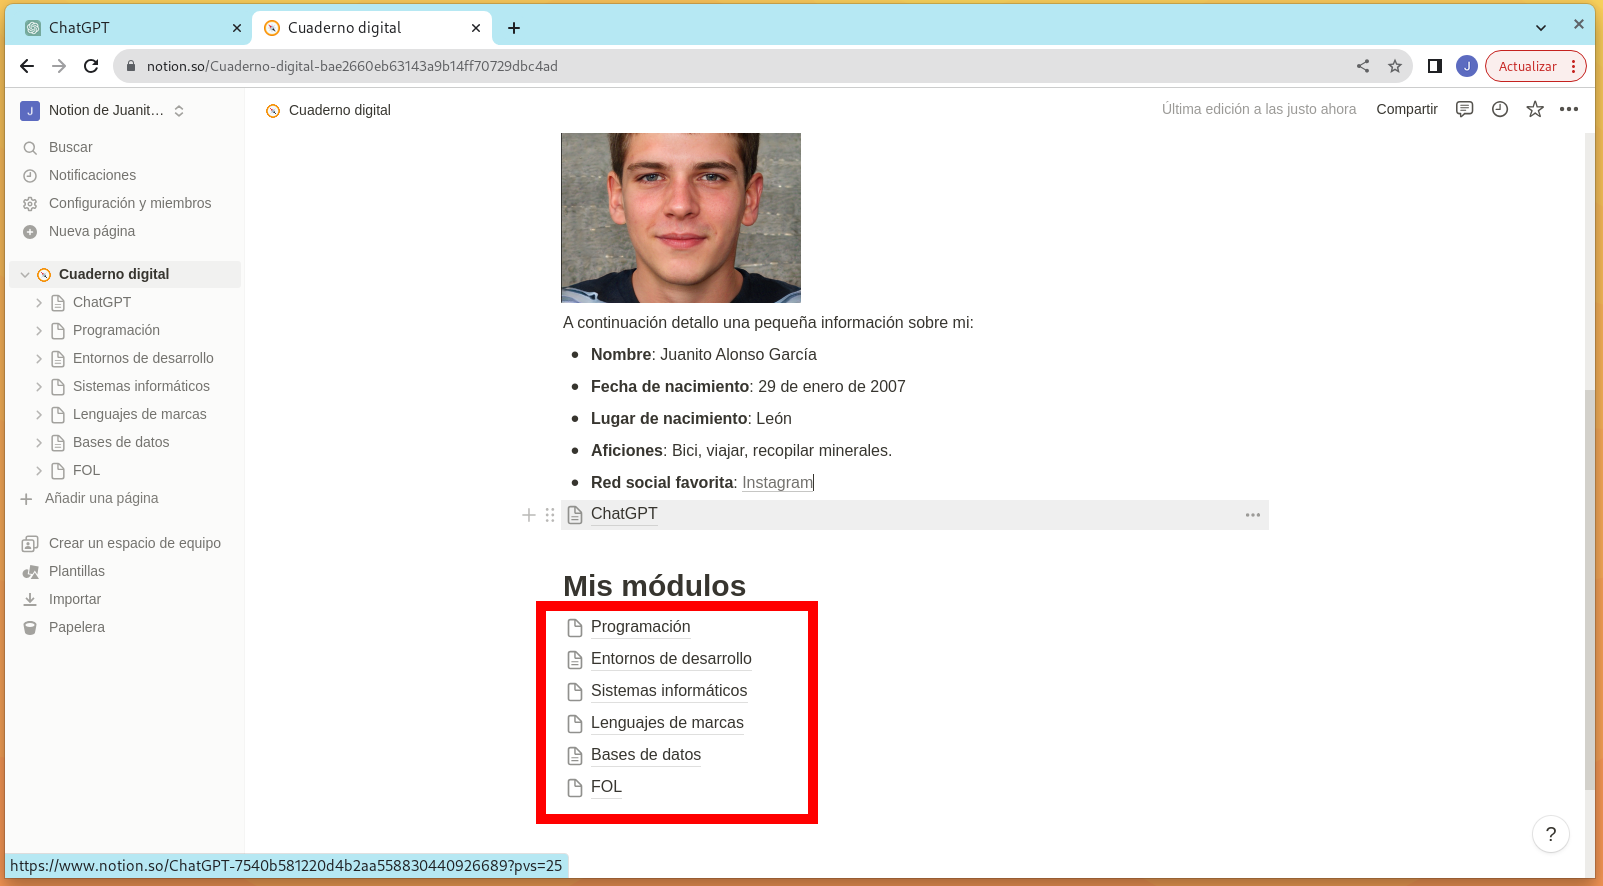 ChatGPT
Cuaderno digital
notion.so/Cuaderno-digital-bae2660eb63143a9b14ff70729dbc4ad
J
Actualizar
J
Notion de Juanit…
Cuaderno digital
Última edición a las justo ahora
Compartir
Buscar
Notificaciones
Configuración y miembros
Nueva página
Cuaderno digital
ChatGPT
Programación
Entornos de desarrollo
Sistemas informáticos
Lenguajes de marcas
Bases de datos
FOL
Añadir una página
Crear un espacio de equipo
Plantillas
Importar
Papelera
A continuación detallo una pequeña información sobre mi:
Nombre: Juanito Alonso García
Fecha de nacimiento: 29 de enero de 2007
Lugar de nacimiento: León
Aficiones: Bici, viajar, recopilar minerales.
Red social favorita: Instagram
ChatGPT
Mis módulos
Programación
Entornos de desarrollo
Sistemas informáticos
Lenguajes de marcas
Bases de datos
FOL
?
https://www.notion.so/ChatGPT-7540b581220d4b2aa558830440926689?pvs=25